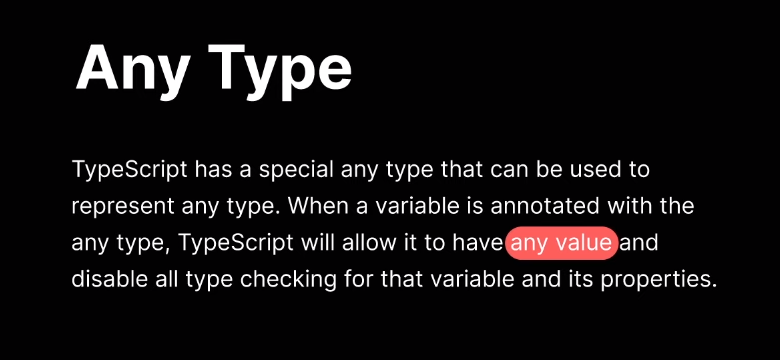 Any Type
TypeScript has a special any type that can be used to
represent any type. When a variable is annotated with the
any type, TypeScript will allow it to have any value and
disable all type checking for that variable and its properties.